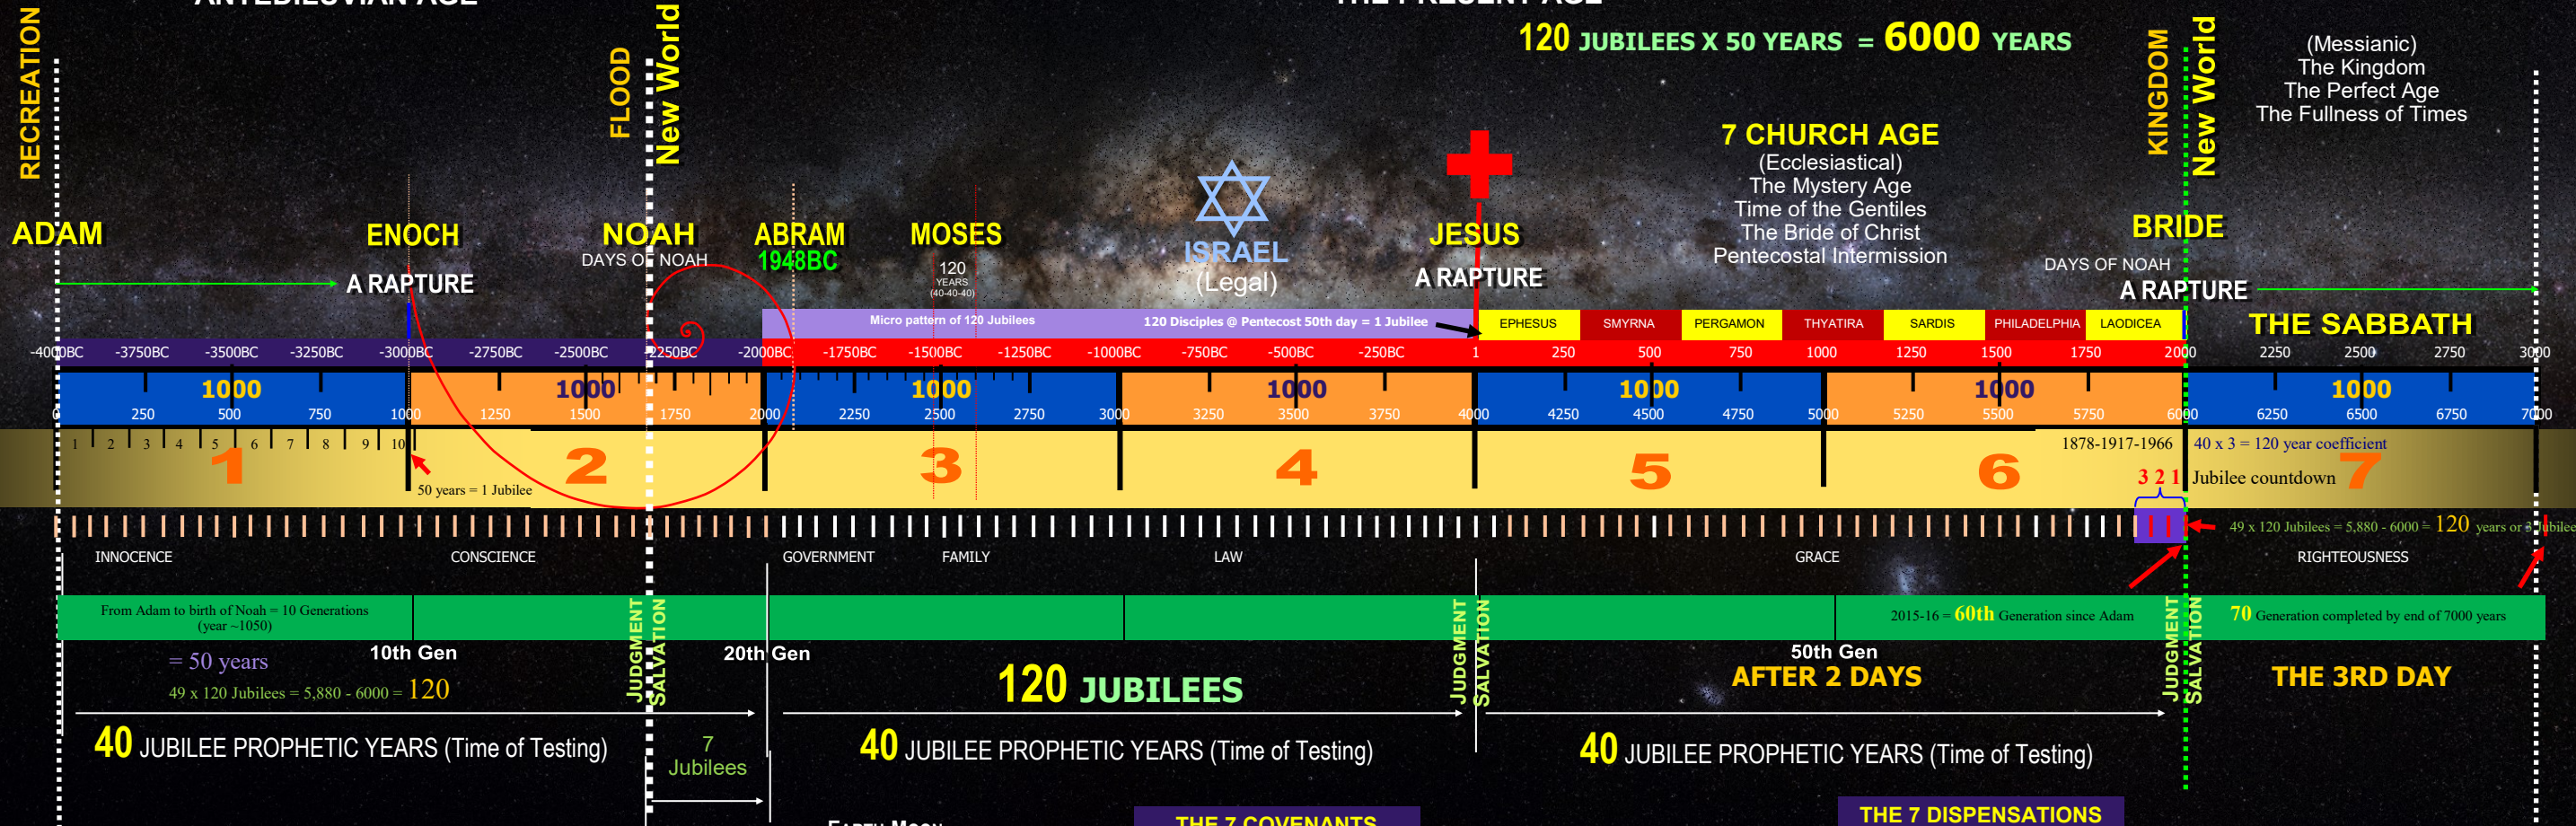 ANTEDILUVIAN AGE
THE PRESENT AGE
120 JUBILEES X 50 YEARS = 6000 YEARS
RECREATION
FLOOD
New World
KINGDOM
New World
(Messianic)
The Kingdom
The Perfect Age
The Fullness of Times
7 CHURCH AGE
(Ecclesiastical)
The Mystery Age
Time of the Gentiles
The Bride of Christ
Pentecostal Intermission
ADAM
ENOCH
A RAPTURE
NOAH
DAYS OF NOAH
ABRAM
1948BC
MOSES
120
YEARS
(40-40-40)
ISRAEL
(Legal)
JESUS
A RAPTURE
BRIDE
DAYS OF NOAH
A RAPTURE
THE SABBATH
Micro pattern of 120 Jubilees
120 Disciples @ Pentecost 50th day = 1 Jubilee
EPHESUS SMYRNA PERGAMON THYATIRA SARDIS PHILADELPHIA LAODICEA
-4000BC -3750BC -3500BC -3250BC -3000BC -2750BC -2500BC -2250BC -2000BC -1750BC -1500BC -1250BC -1000BC -750BC -500BC -250BC 1 250 500 750 1000 1250 1500 1750 2000 2250 2500 2750 3000
1000 1000 1000 1000 1000 1000 1000
0 250 500 750 1000 1250 1500 1750 2000 2250 2500 2750 3000 3250 3500 3750 4000 4250 4500 4750 5000 5250 5500 5750 6000 6250 6500 6750 7000
1 2 3 4 5 6 7 8 9 10
1 2 3 4 5 6 7
50 years = 1 Jubilee
1878-1917-1966
40 x 3 = 120 year coefficient
3 2 1
Jubilee countdown
49 x 120 Jubilees = 5,880 - 6000 = 120 years or 3 Jubilee
INNOCENCE CONSCIENCE GOVERNMENT FAMILY LAW GRACE RIGHTEOUSNESS
From Adam to birth of Noah = 10 Generations
(year ~1050)
JUDGMENT
SALVATION
JUDGMENT
SALVATION
2015-16 = 60th Generation since Adam
JUDGMENT
SALVATION
70 Generation completed by end of 7000 years
= 50 years
10th Gen
20th Gen
50th Gen
49 x 120 Jubilees = 5,880 - 6000 = 120
120 JUBILEES
AFTER 2 DAYS
THE 3RD DAY
40 JUBILEE PROPHETIC YEARS (Time of Testing)
7
Jubilees
40 JUBILEE PROPHETIC YEARS (Time of Testing)
40 JUBILEE PROPHETIC YEARS (Time of Testing)
EARTH MOON
THE 7 COVENANTS
THE 7 DISPENSATIONS